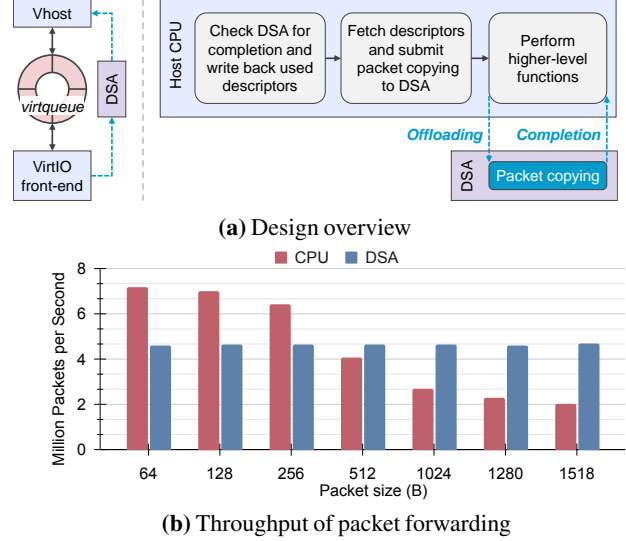 Vhost
DSA
virtqueue
VirtIO
front-end
Host CPU
Check DSA for
completion and
write back used
descriptors
Fetch descriptors
and submit
packet copying
to DSA
Perform
higher-level
functions
Offloading
Completion
DSA
Packet copying
(a) Design overview
CPU
DSA
Million Packets per Second
8
6
4
2
0
64
128
256
512
1024
1280
1518
Packet size (B)
(b) Throughput of packet forwarding